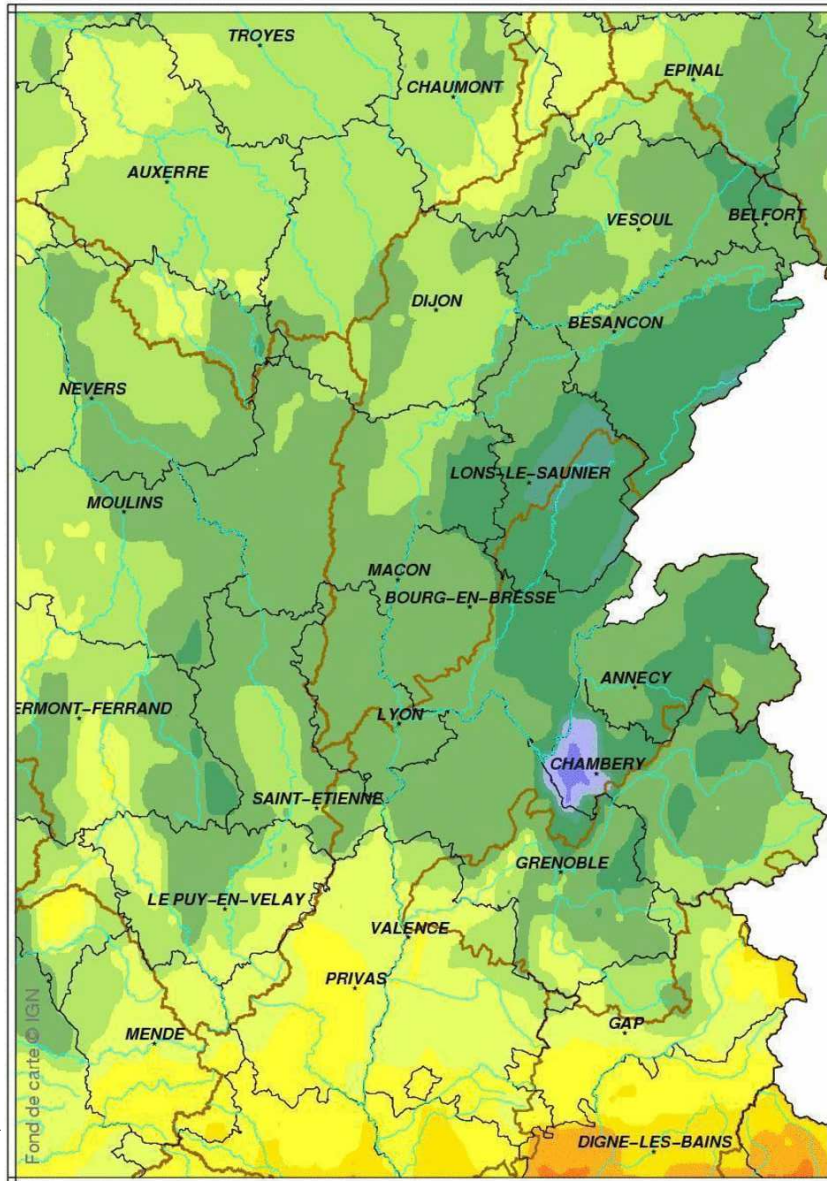 TROYES
EPINAL
CHAUMONT
AUXERRE
BELFORT
VESOUL
DIJON
BESANCON
NEVERS
LONS-LE-SAUNIER
MOULINS
MACON
BOURG-EN-BRESSE
ANNECY
ERMONT-FERRAND
LYON
CHAMBERY
SAINT-ETIENNE
GRENOBLE
LE PUY-EN-VELAY
VALENCE
PRIVAS
GAP
MENDE
DIGNE-LES-BAINS
Fond de carte © IGN